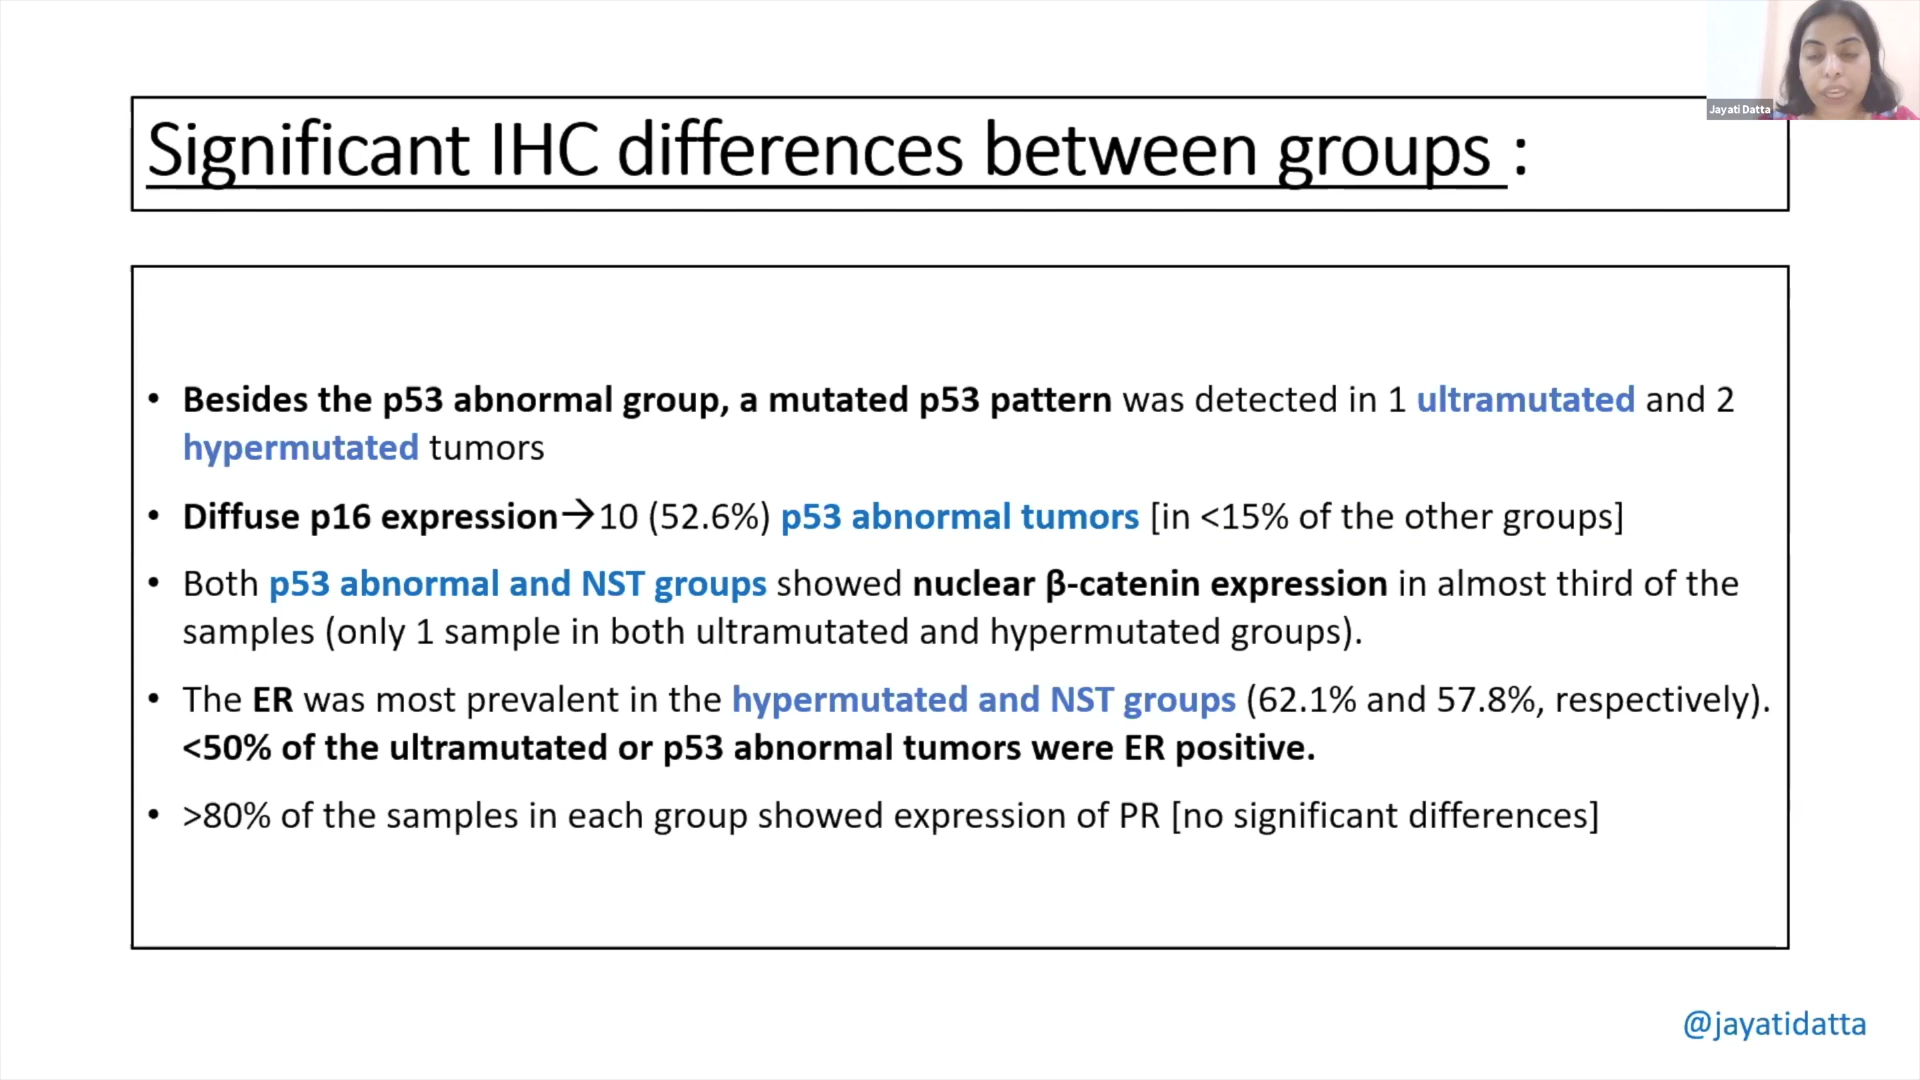 Jayati Datta
Significant IHC differences between groups :
• Besides the p53 abnormal group, a mutated p53 pattern was detected in 1 ultramutated and 2
hypermutated tumors
• Diffuse p16 expression→10 (52.6%) p53 abnormal tumors [in <15% of the other groups]
• Both p53 abnormal and NST groups showed nuclear β-catenin expression in almost third of the
samples (only 1 sample in both ultramutated and hypermutated groups).
• The ER was most prevalent in the hypermutated and NST groups (62.1% and 57.8%, respectively).
<50% of the ultramutated or p53 abnormal tumors were ER positive.
• >80% of the samples in each group showed expression of PR [no significant differences]
@jayatidatta